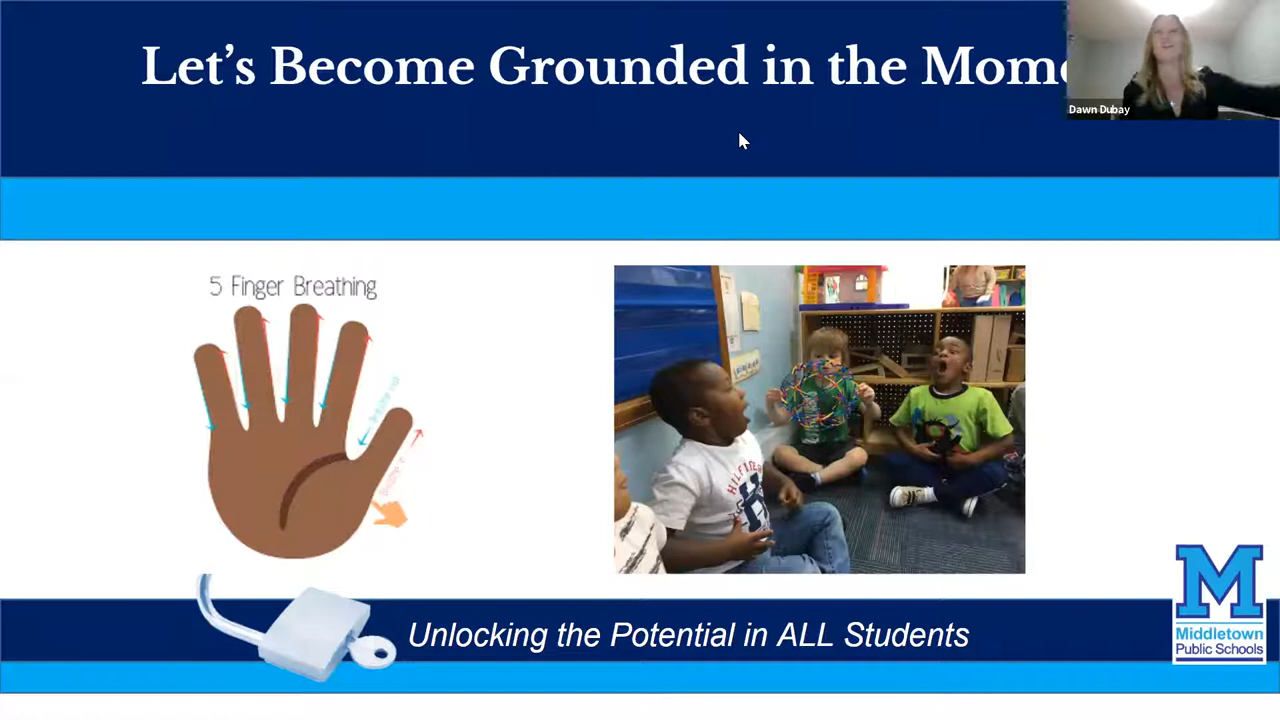 Let's Become Grounded in the Mome
Dawn Dubay
5 Finger Breathing
Unlocking the Potential in ALL Students
M
Middletown
Public Schools